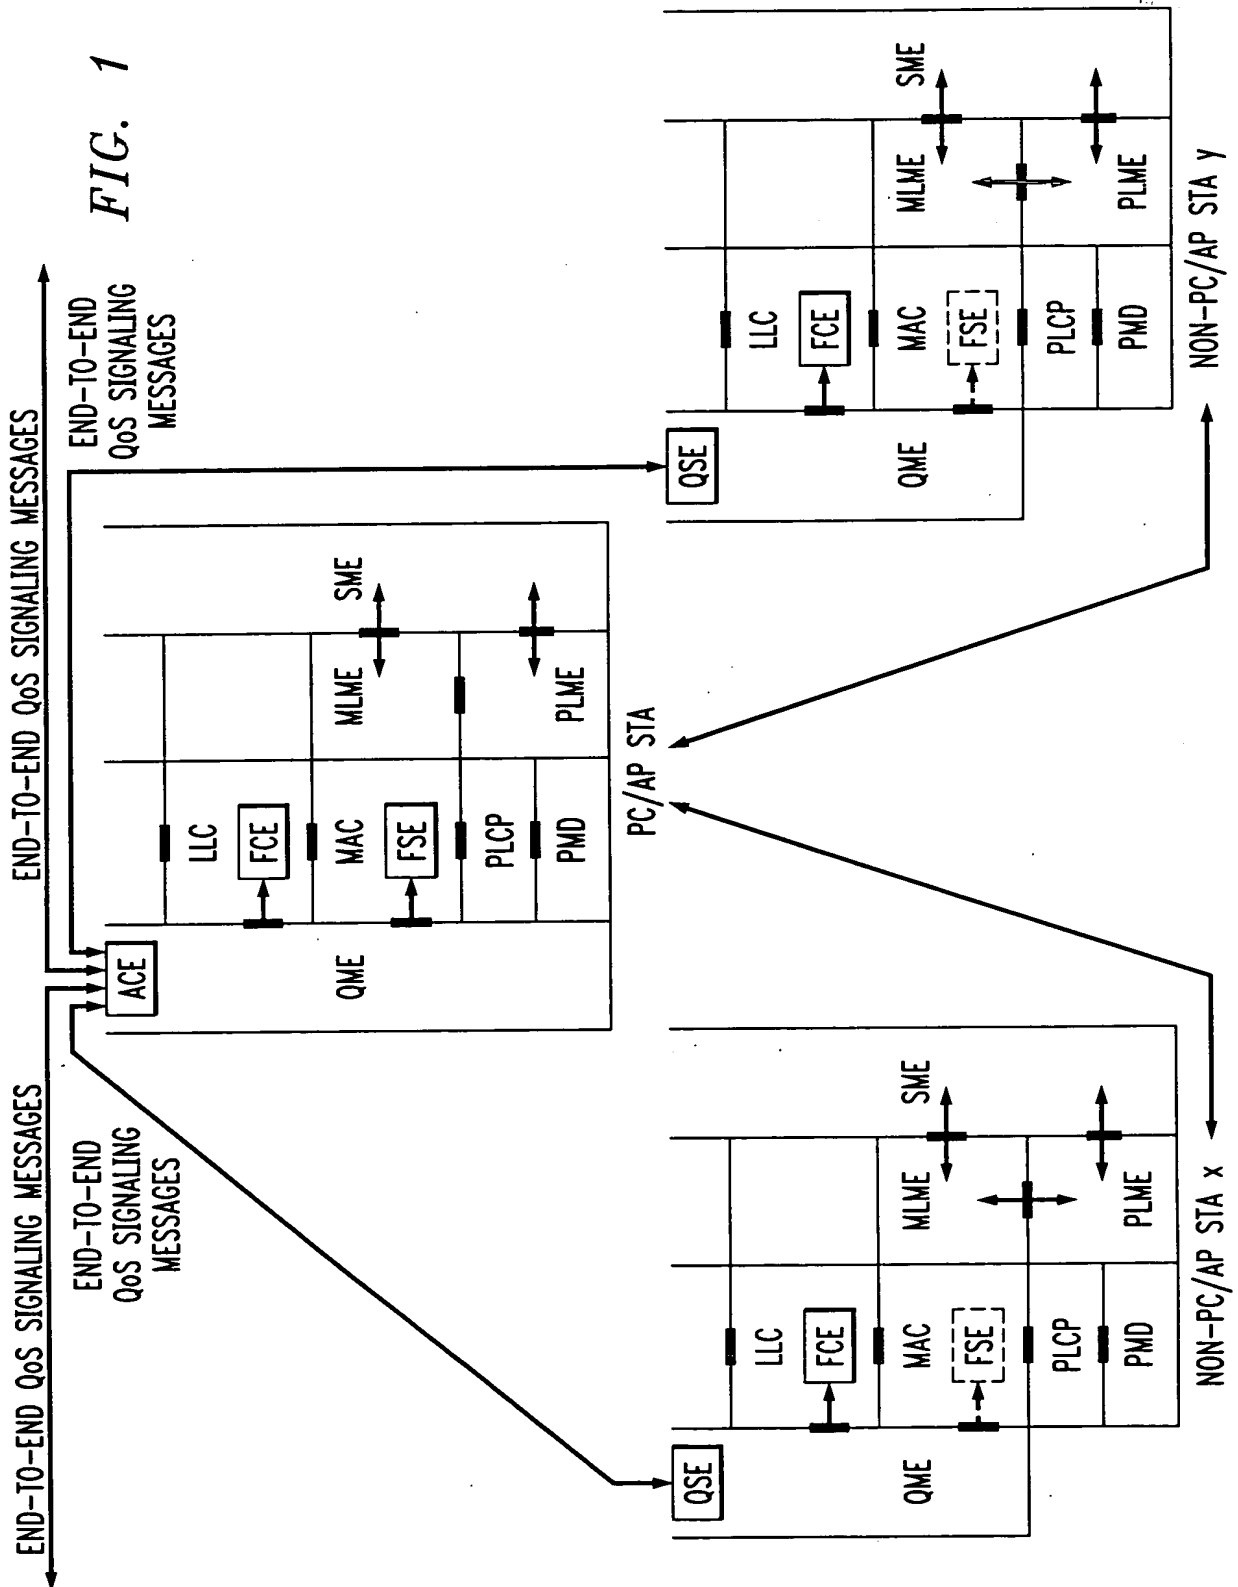 FIG. 1
END-TO-END QoS SIGNALING MESSAGES
END-TO-END QoS SIGNALING MESSAGES
END-TO-END
QoS SIGNALING
MESSAGES
END-TO-END
QoS SIGNALING
MESSAGES
ACE
QME
LLC
FCE
MAC
FSE
PLCP
PMD
MLME
PLME
SME
PC/AP STA
QSE
QME
LLC
FCE
MAC
FSE
PLCP
PMD
MLME
PLME
SME
NON-PC/AP STA x
QSE
QME
LLC
FCE
MAC
FSE
PLCP
PMD
MLME
PLME
SME
NON-PC/AP STA y